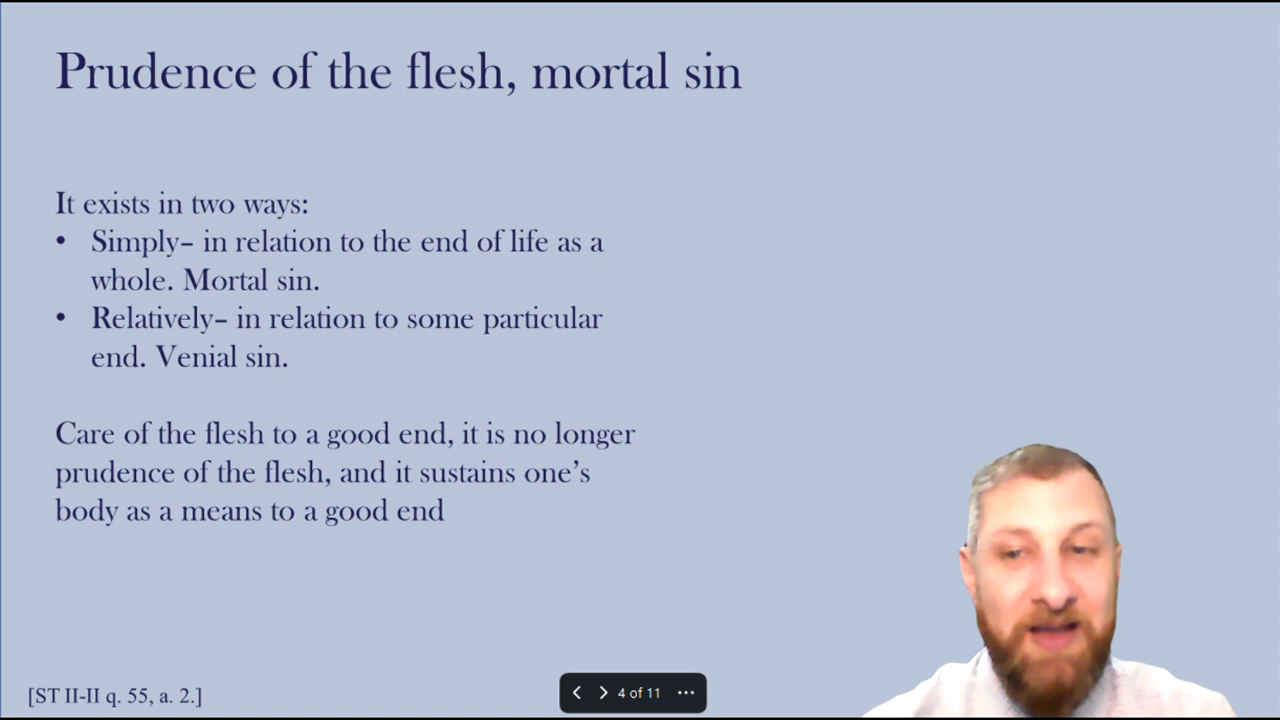 Prudence of the flesh, mortal sin
It exists in two ways:
• Simply– in relation to the end of life as a
whole. Mortal sin.
• Relatively– in relation to some particular
end. Venial sin.
Care of the flesh to a good end, it is no longer
prudence of the flesh, and it sustains one’s
body as a means to a good end
[ST II-II q. 55, a. 2.]
4 of 11